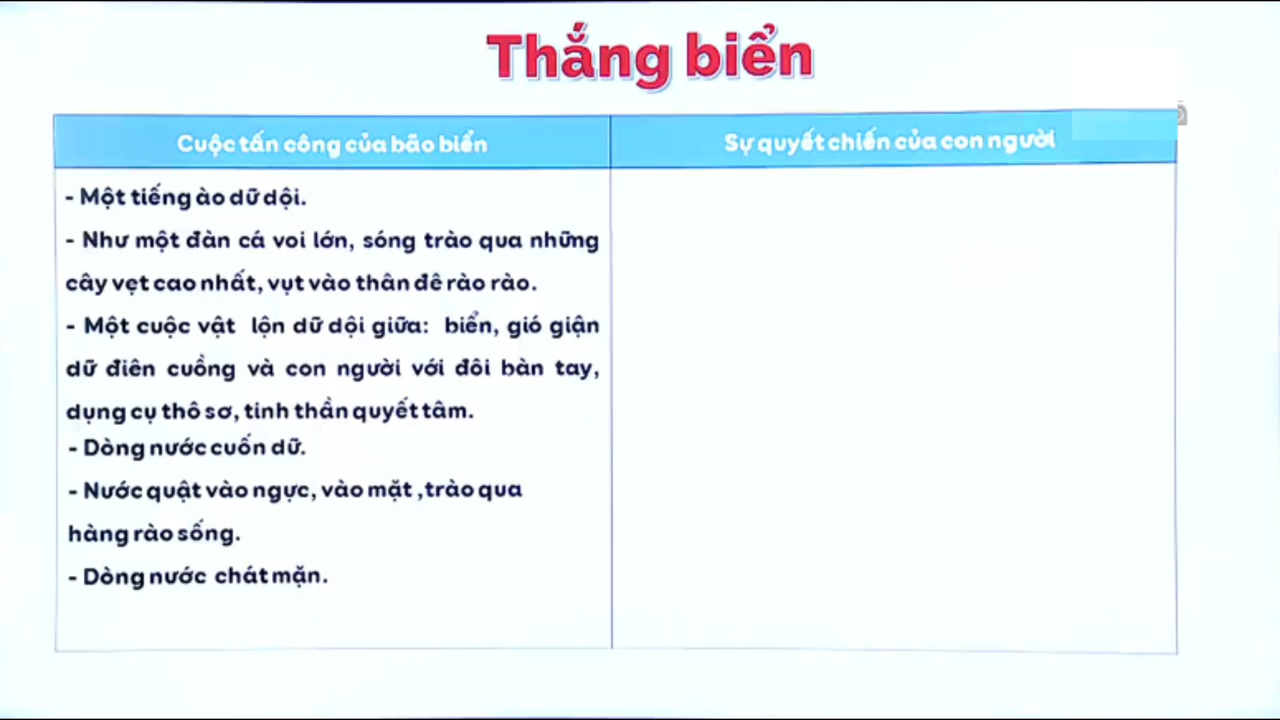 Thắng biển
Cuộc tấn công của bão biển
Sự quyết chiến của con người
- Một tiếng ào dữ dội.
- Như một đàn cá voi lớn, sóng trào qua những
cây vẹt cao nhất, vụt vào thân đê rào rào.
- Một cuộc vật lộn dữ dội giữa: biển, gió giận
dữ điên cuồng và con người với đôi bàn tay,
dụng cụ thô sơ, tinh thần quyết tâm.
- Dòng nước cuốn dữ.
- Nước quật vào ngực, vào mặt ,trào qua
hàng rào sống.
- Dòng nước chát mặn.